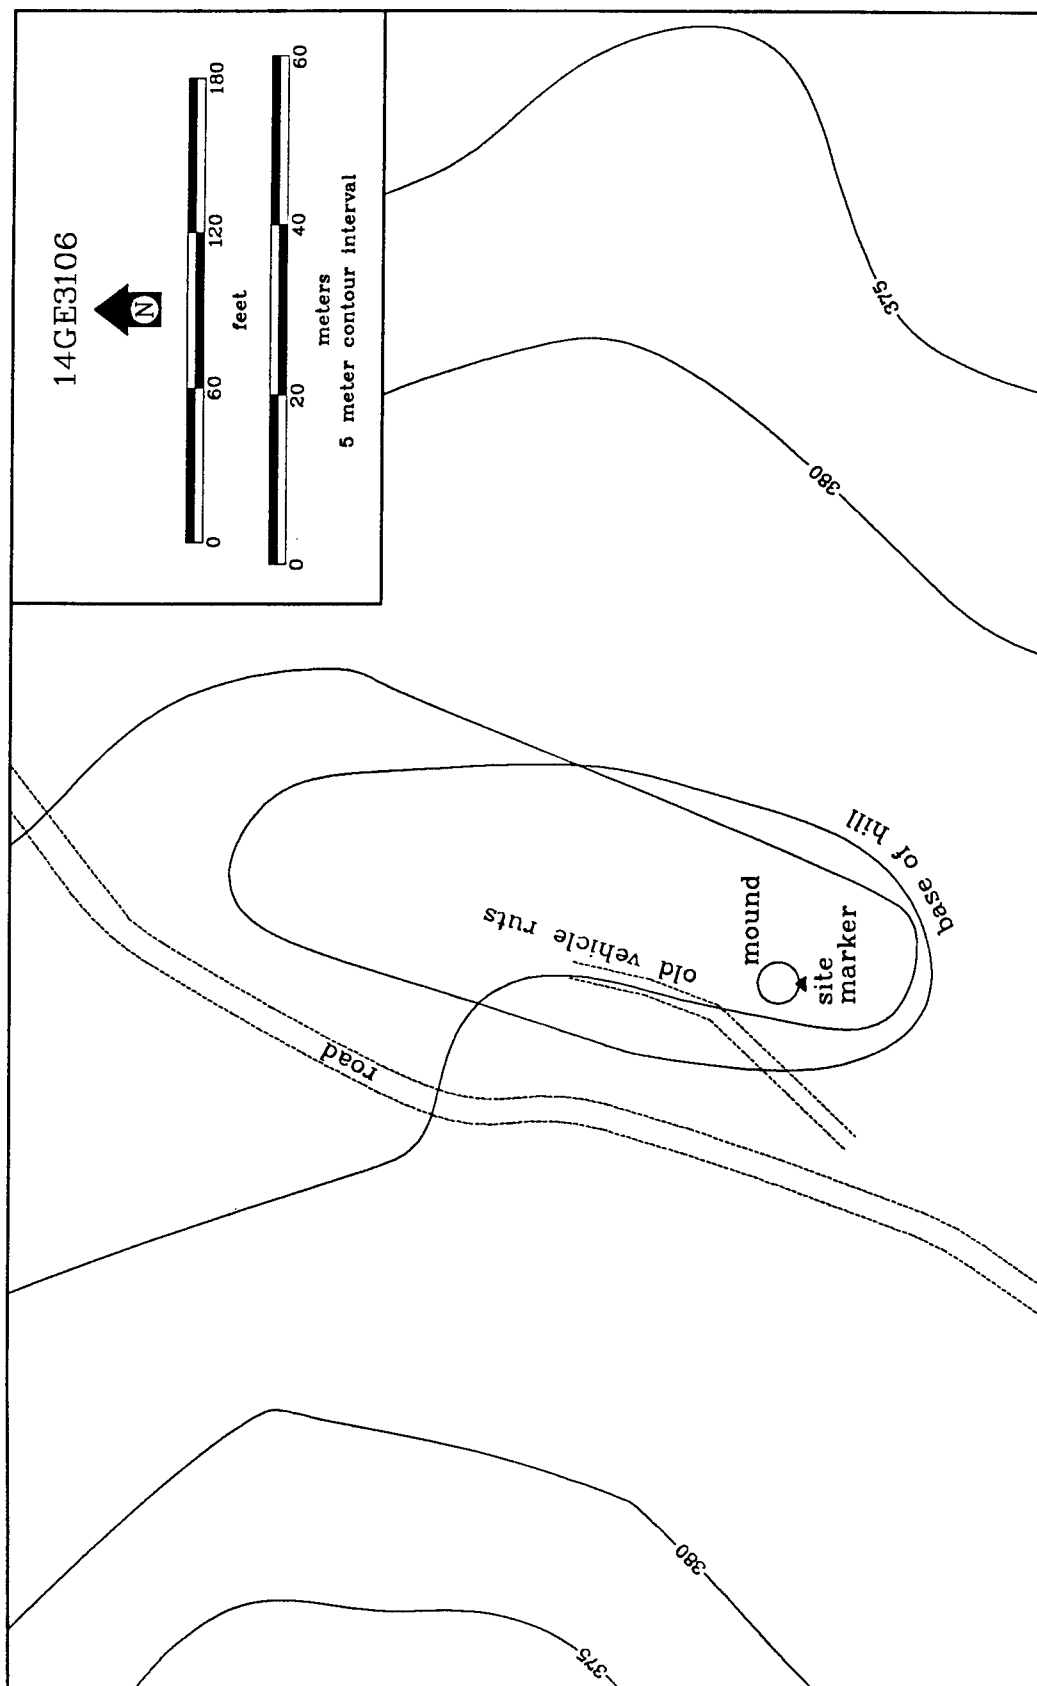 14GE3106
N
0 60 120 180
feet
0 20 40 60
meters
5 meter contour interval
375
380
base of hill
mound
site
marker
old vehicle ruts
road
380
375